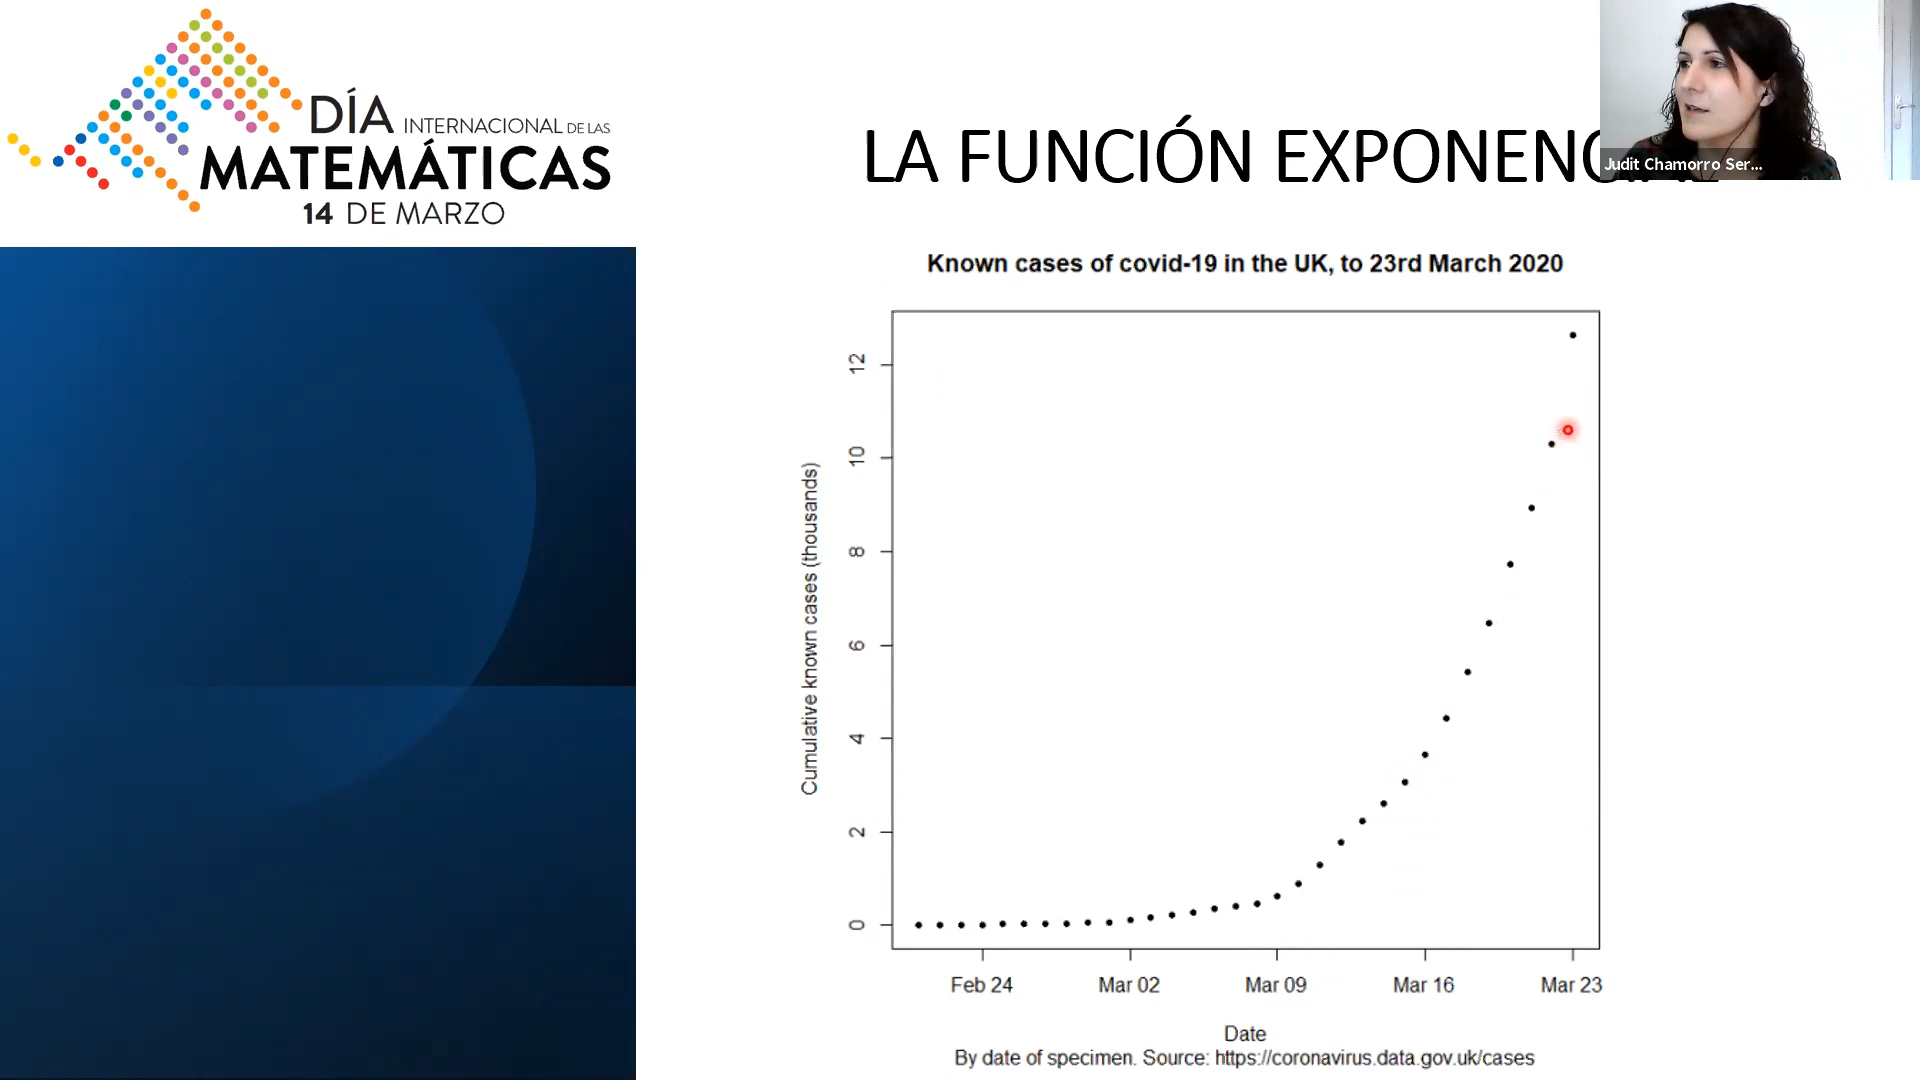 DÍA INTERNACIONAL DE LAS
MATEMÁTICAS
14 DE MARZO
LA FUNCIÓN EXPONENCIAL
Judit Chamorro Ser...
Known cases of covid-19 in the UK, to 23rd March 2020
Cumulative known cases (thousands)
12
10
8
6
4
2
0
Feb 24 Mar 02 Mar 09 Mar 16 Mar 23
Date
By date of specimen. Source: https://coronavirus.data.gov.uk/cases